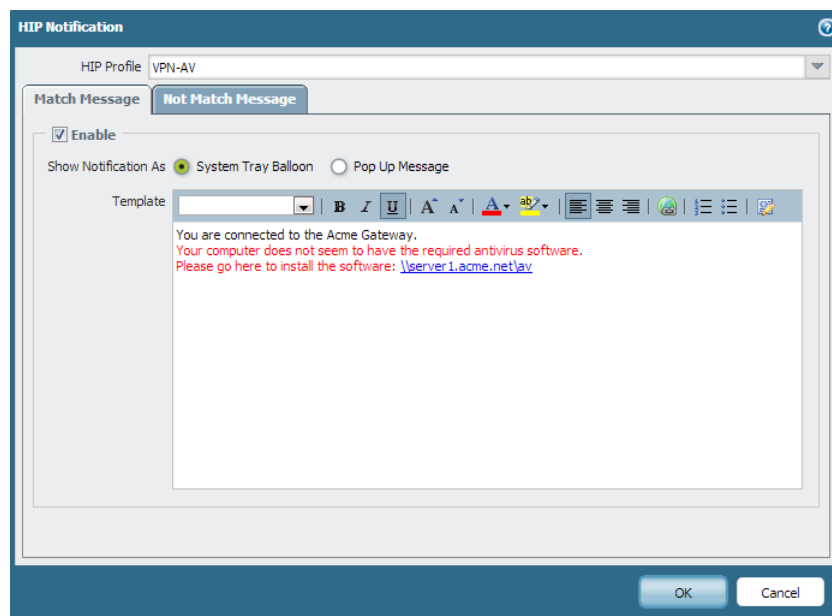 HIP Notification
HIP Profile VPN-AV
Match Message Not Match Message
Enable
Show Notification As System Tray Balloon Pop Up Message
Template B I U A A A ab
You are connected to the Acme Gateway.
Your computer does not seem to have the required antivirus software.
Please go here to install the software: \\server1.acme.net\av
OK Cancel